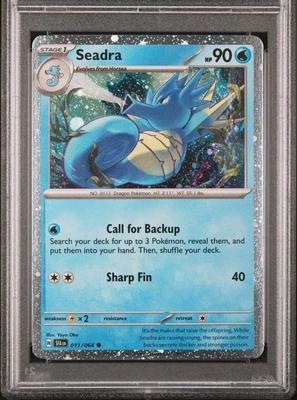 STAGE 1
Seadra
HP 90
Evolves from Horsea
NO. 0117 Dragon Pokémon HT: 3'11" WT: 55.1 lbs.
Call for Backup
Search your deck for up to 3 Pokémon, reveal them, and
put them into your hand. Then, shuffle your deck.
Sharp Fin 40
weakness ×2 resistance retreat
Illus. Yuya Oka
It's the males that raise the offspring. While
Seadra are raising young, the spines on their
backs secrete thicker and stronger poison.
SFA EN 011/064